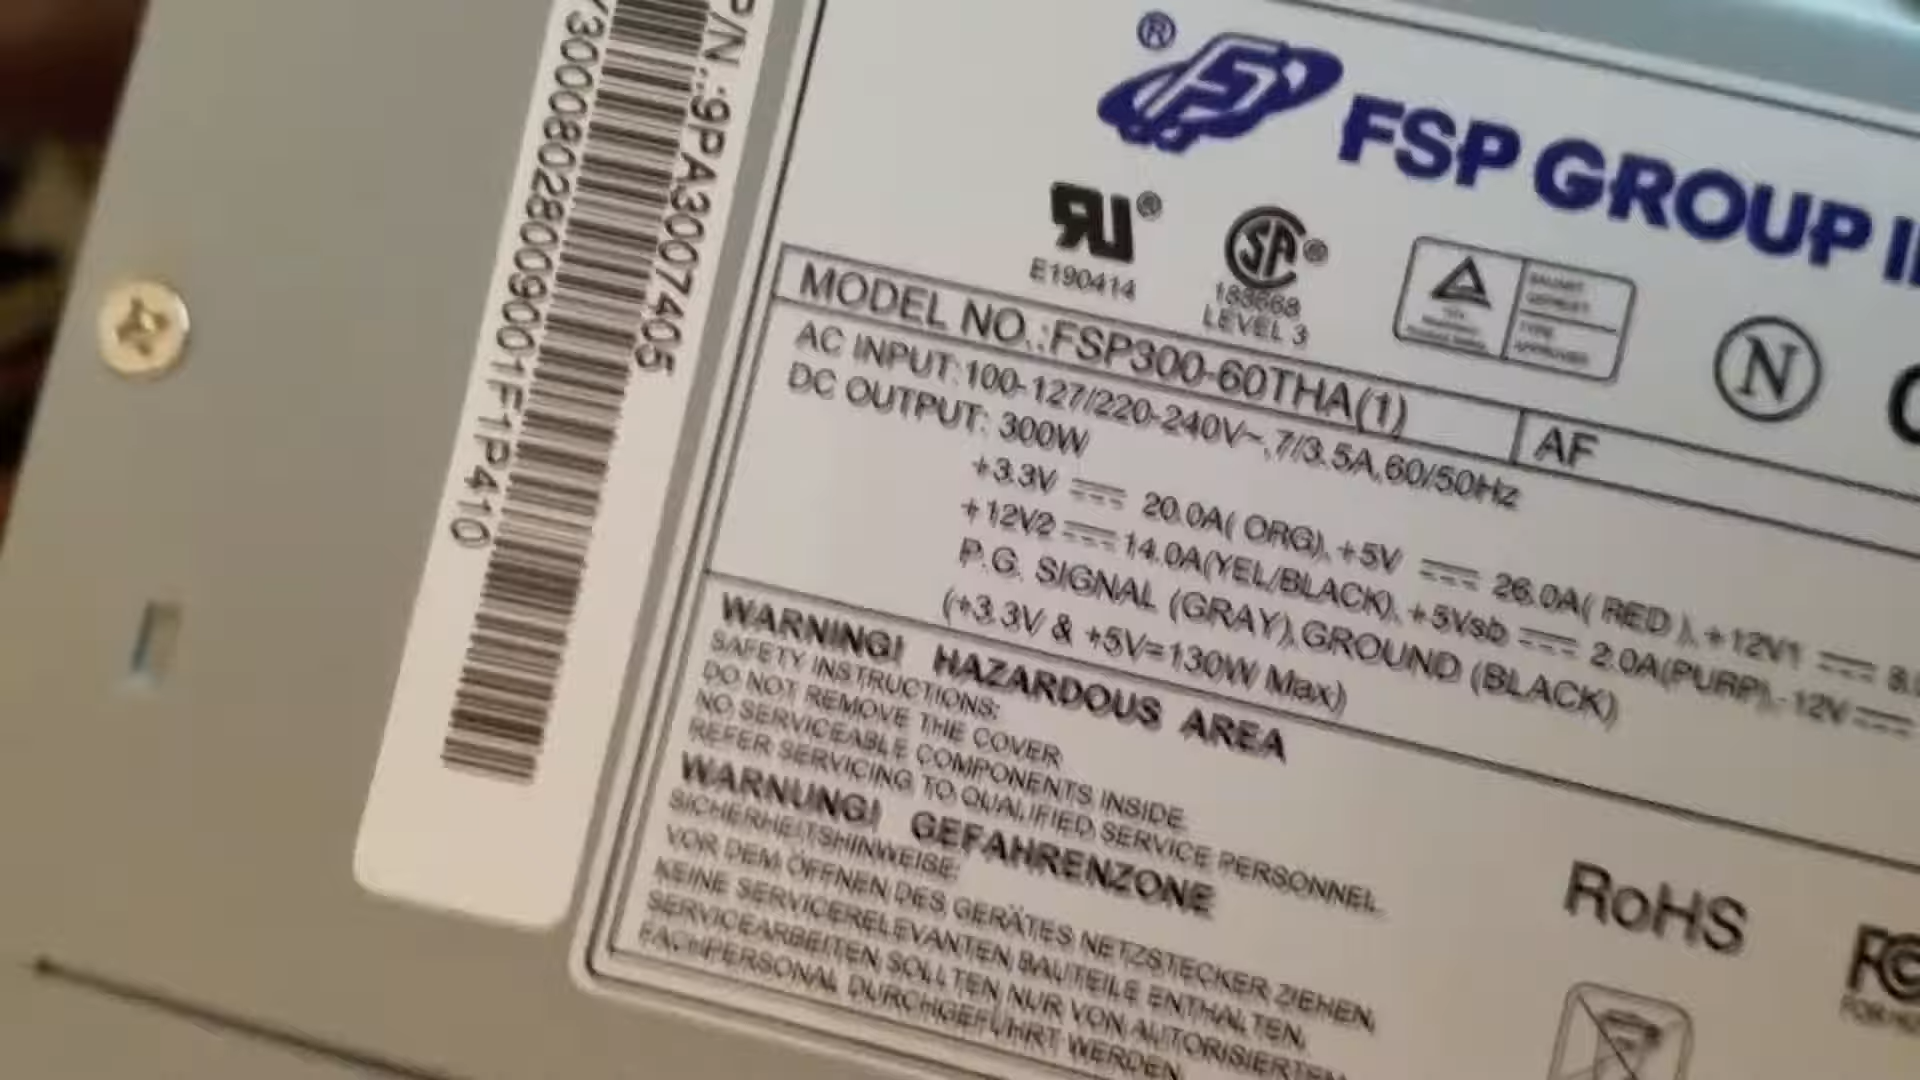 P/N.:9PA3007405
Y30008028009001F1P410
®
FSP GROUP
RU®
E190414
SA®
183668
LEVEL 3
N
MODEL NO.:FSP300-60THA(1)
AF
AC INPUT:100-127/220-240V~,7/3.5A,60/50Hz
DC OUTPUT: 300W
+3.3V 20.0A( ORG), +5V 26.0A( RED ), +12V1
+12V2 14.0A(YEL/BLACK), +5Vsb 2.0A(PURP),-12V
P.G. SIGNAL (GRAY),GROUND (BLACK)
(+3.3V & +5V=130W Max)
WARNING! HAZARDOUS AREA
SAFETY INSTRUCTIONS:
DO NOT REMOVE THE COVER
NO SERVICEABLE COMPONENTS INSIDE
REFER SERVICING TO QUALIFIED SERVICE PERSONNEL
WARNUNG! GEFAHRENZONE
SICHERHEITSHINWEISE:
VOR DEM ÖFFNEN DES GERÄTES NETZSTECKER ZIEHEN,
KEINE SERVICERELEVANTEN BAUTEILE ENTHALTEN,
SERVICEARBEITEN SOLLTEN NUR VON AUTORISIERTEM
FACHPERSONAL DURCHGEFÜHRT WERDEN.
RoHS